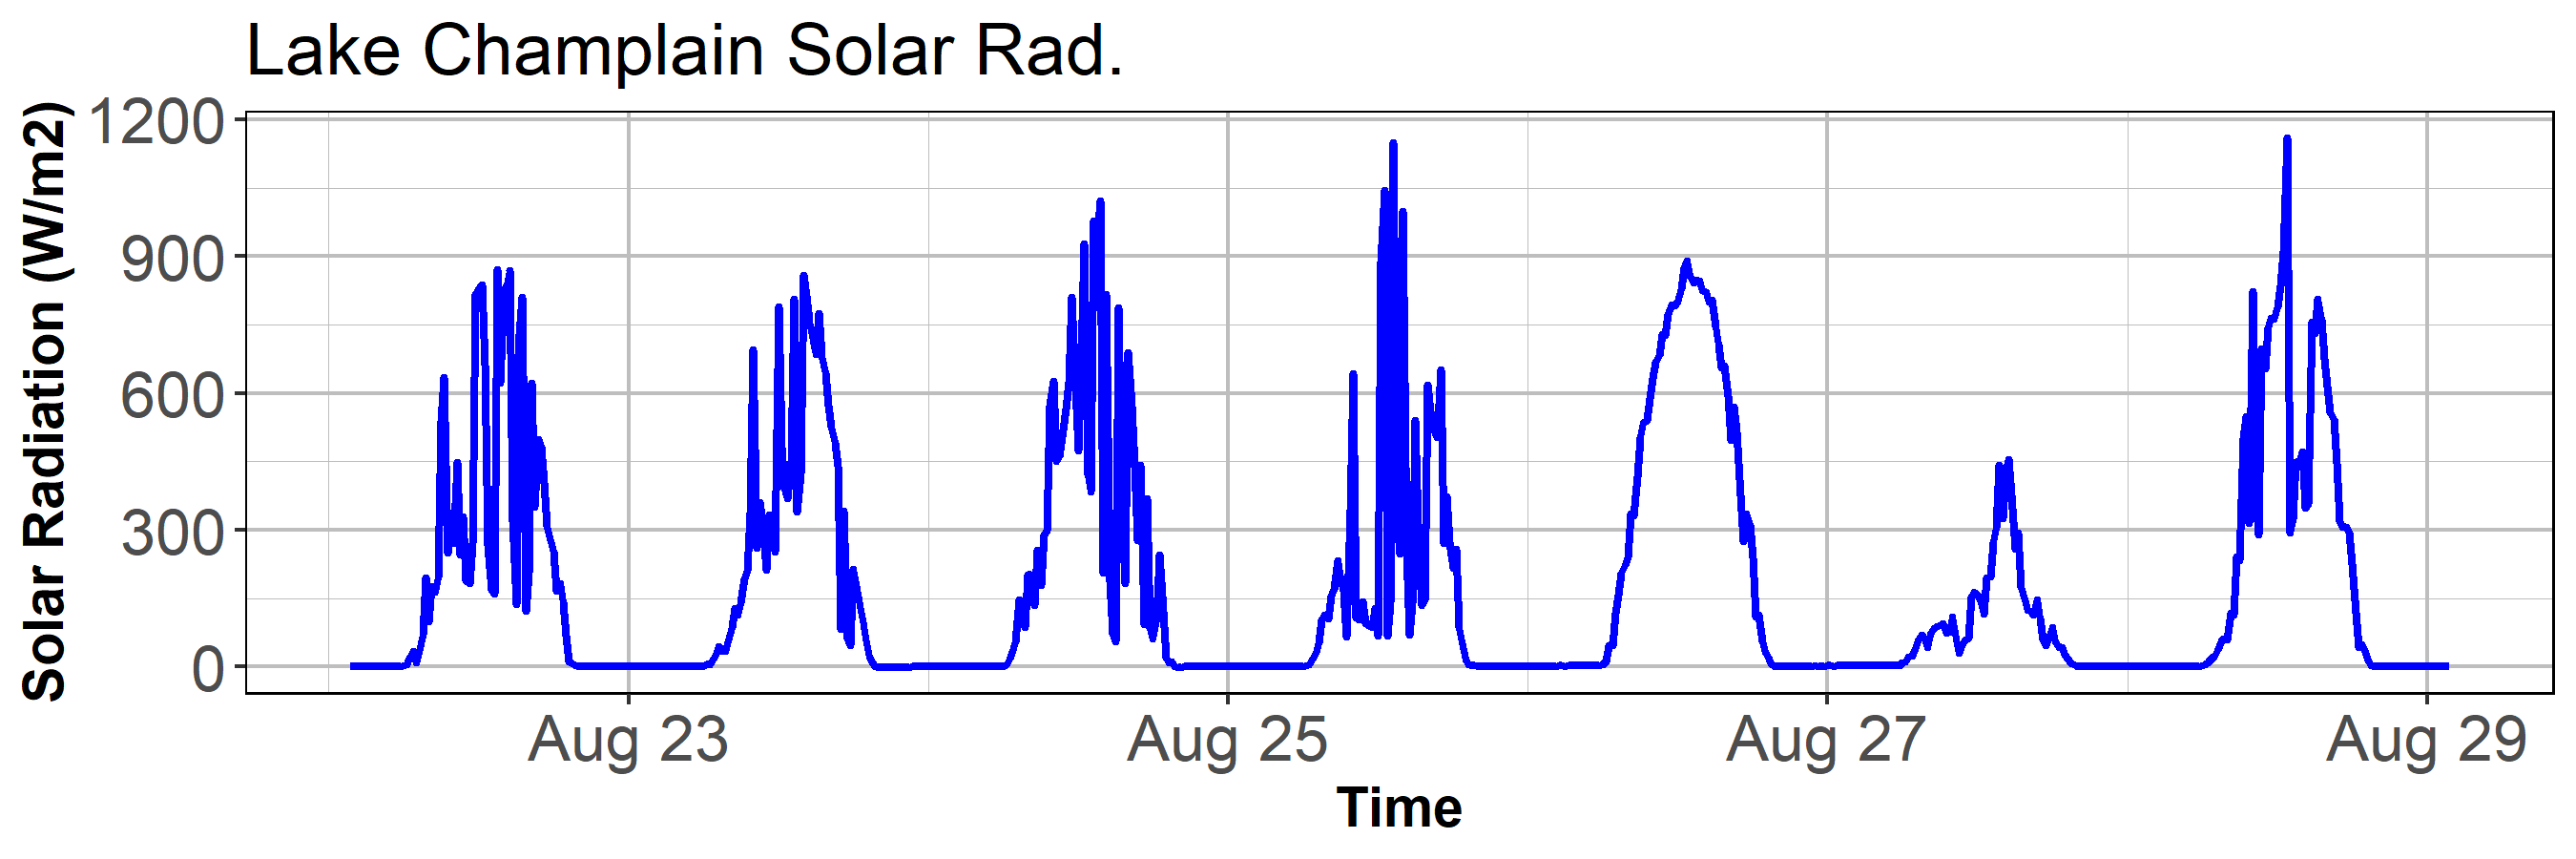 Lake Champlain Solar Rad.
Solar Radiation (W/m2)
1200
900
600
300
0
Aug 23
Aug 25
Aug 27
Aug 29
Time